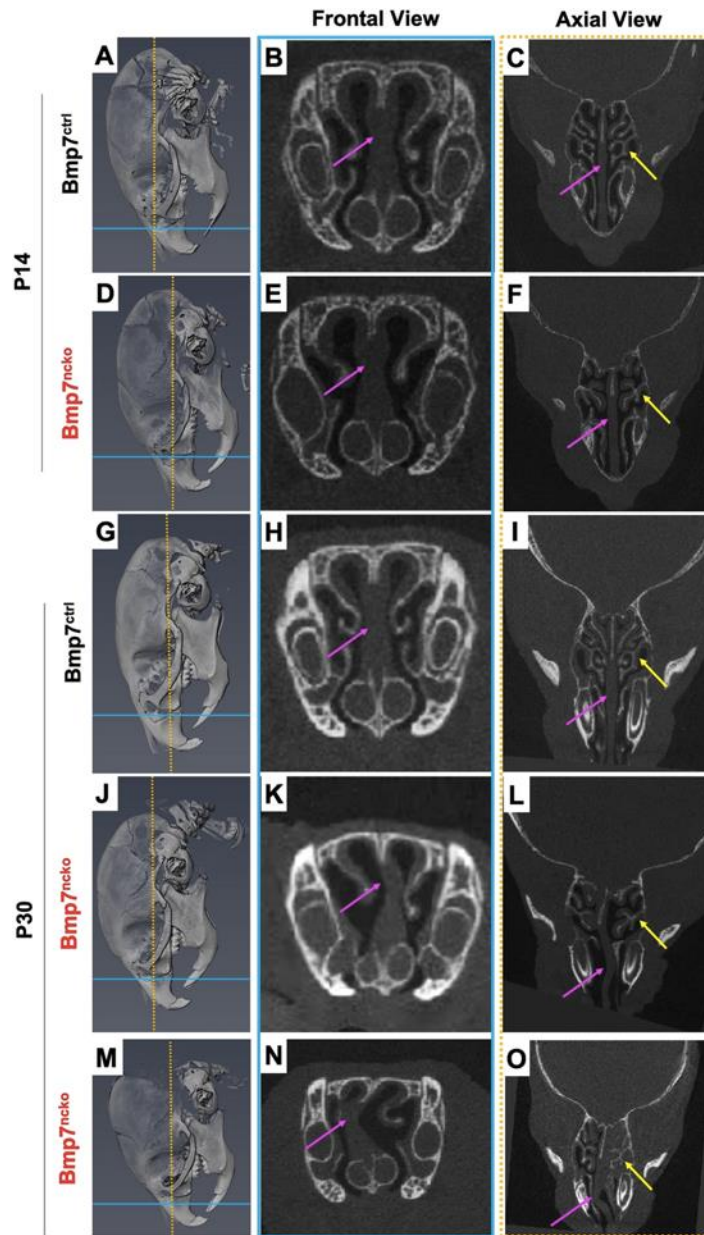 Frontal View
Axial View
A
B
C
P14
Bmp7ctrl
D
E
F
Bmp7ncko
G
H
I
P30
Bmp7ctrl
J
K
L
Bmp7ncko
M
N
O
Bmp7ncko